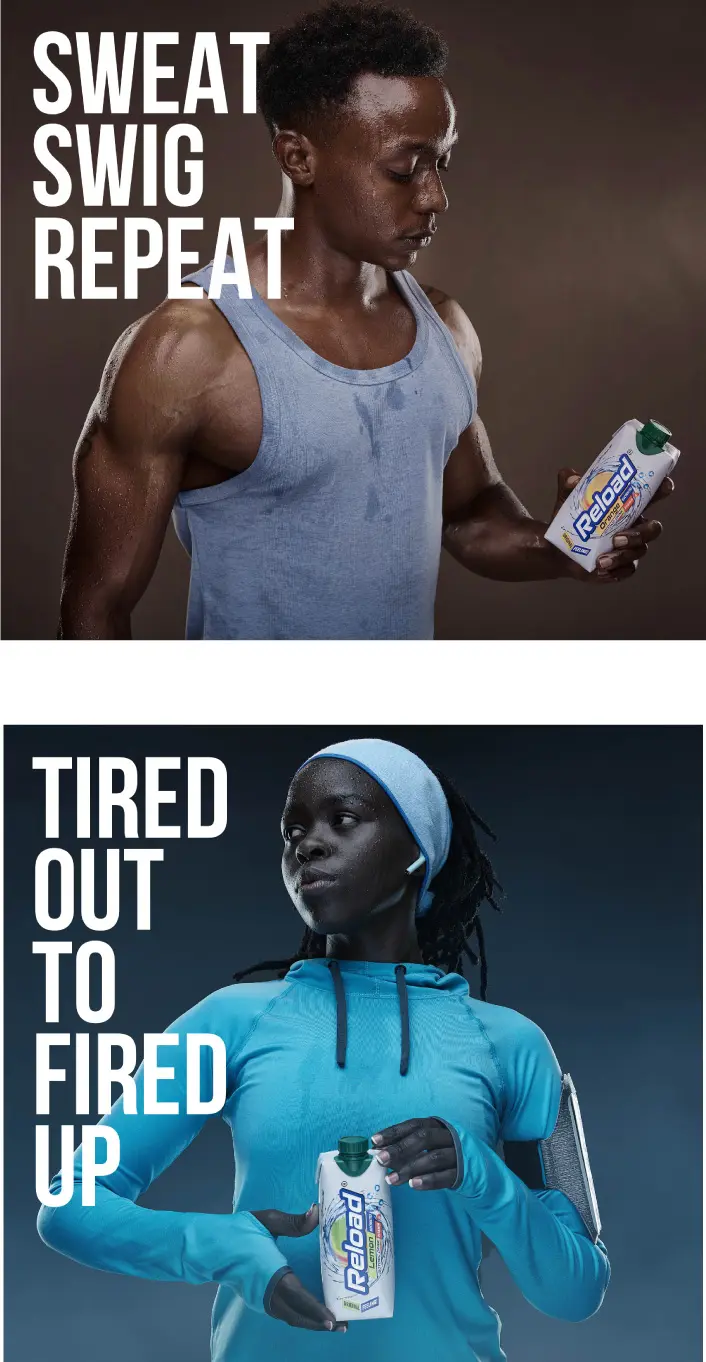 SWEAT
SWIG
REPEAT
Reload
Orange
TIRED
OUT
TO
FIRED
UP
Reload
Lemon